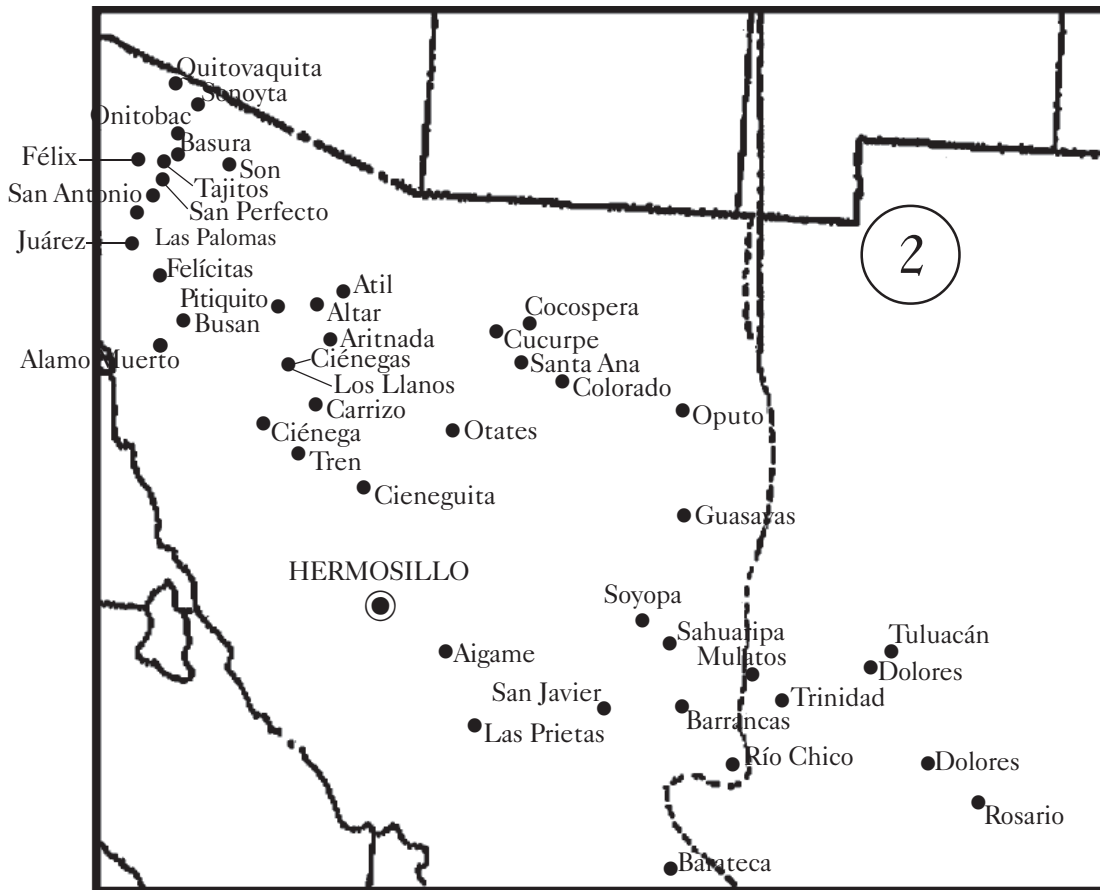 Quitovaquita
Sonoyta
Onitobac
Basura
Félix
Son
Tajitos
San Antonio
San Perfecto
Juárez
Las Palomas
2
Felícitas
Atil
Pitiquito
Altar
Busan
Cocospera
Aritnada
Cucurpe
Alamo Muerto
Ciénegas
Santa Ana
Los Llanos
Colorado
Carrizo
Oputo
Ciénega
Otates
Tren
Cieneguita
Guasavas
HERMOSILLO
Soyopa
Sahuaripa
Tuluacán
Aigame
Mulatos
Dolores
San Javier
Trinidad
Barrancas
Las Prietas
Río Chico
Dolores
Rosario
Barateca